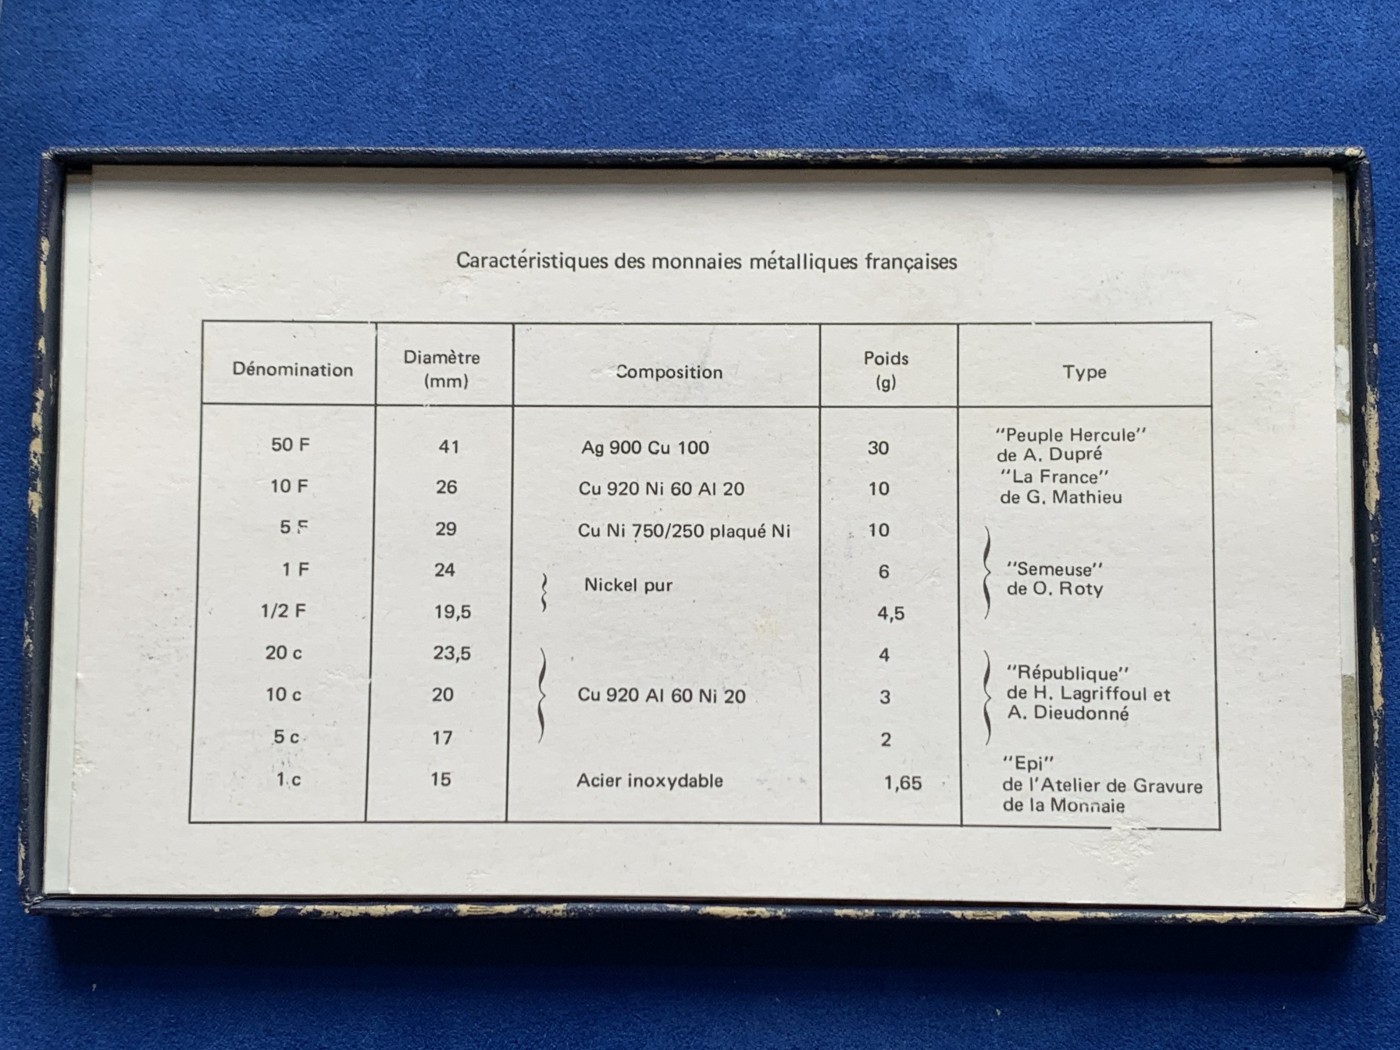 Caractéristiques des monnaies métalliques françaises
Dénomination Diamètre (mm) Composition Poids (g) Type
50 F 41 Ag 900 Cu 100 30 "Peuple Hercule" de A. Dupré
10 F 26 Cu 920 Ni 60 Al 20 10 "La France" de G. Mathieu
5 F 29 Cu Ni 750/250 plaqué Ni 10
1 F 24 Nickel pur 6 "Semeuse" de O. Roty
1/2 F 19,5 4,5
20 c 23,5 4
10 c 20 Cu 920 Al 60 Ni 20 3 "République" de H. Lagriffoul et A. Dieudonné
5 c 17 2
1 c 15 Acier inoxydable 1,65 "Epi" de l'Atelier de Gravure de la Monnaie